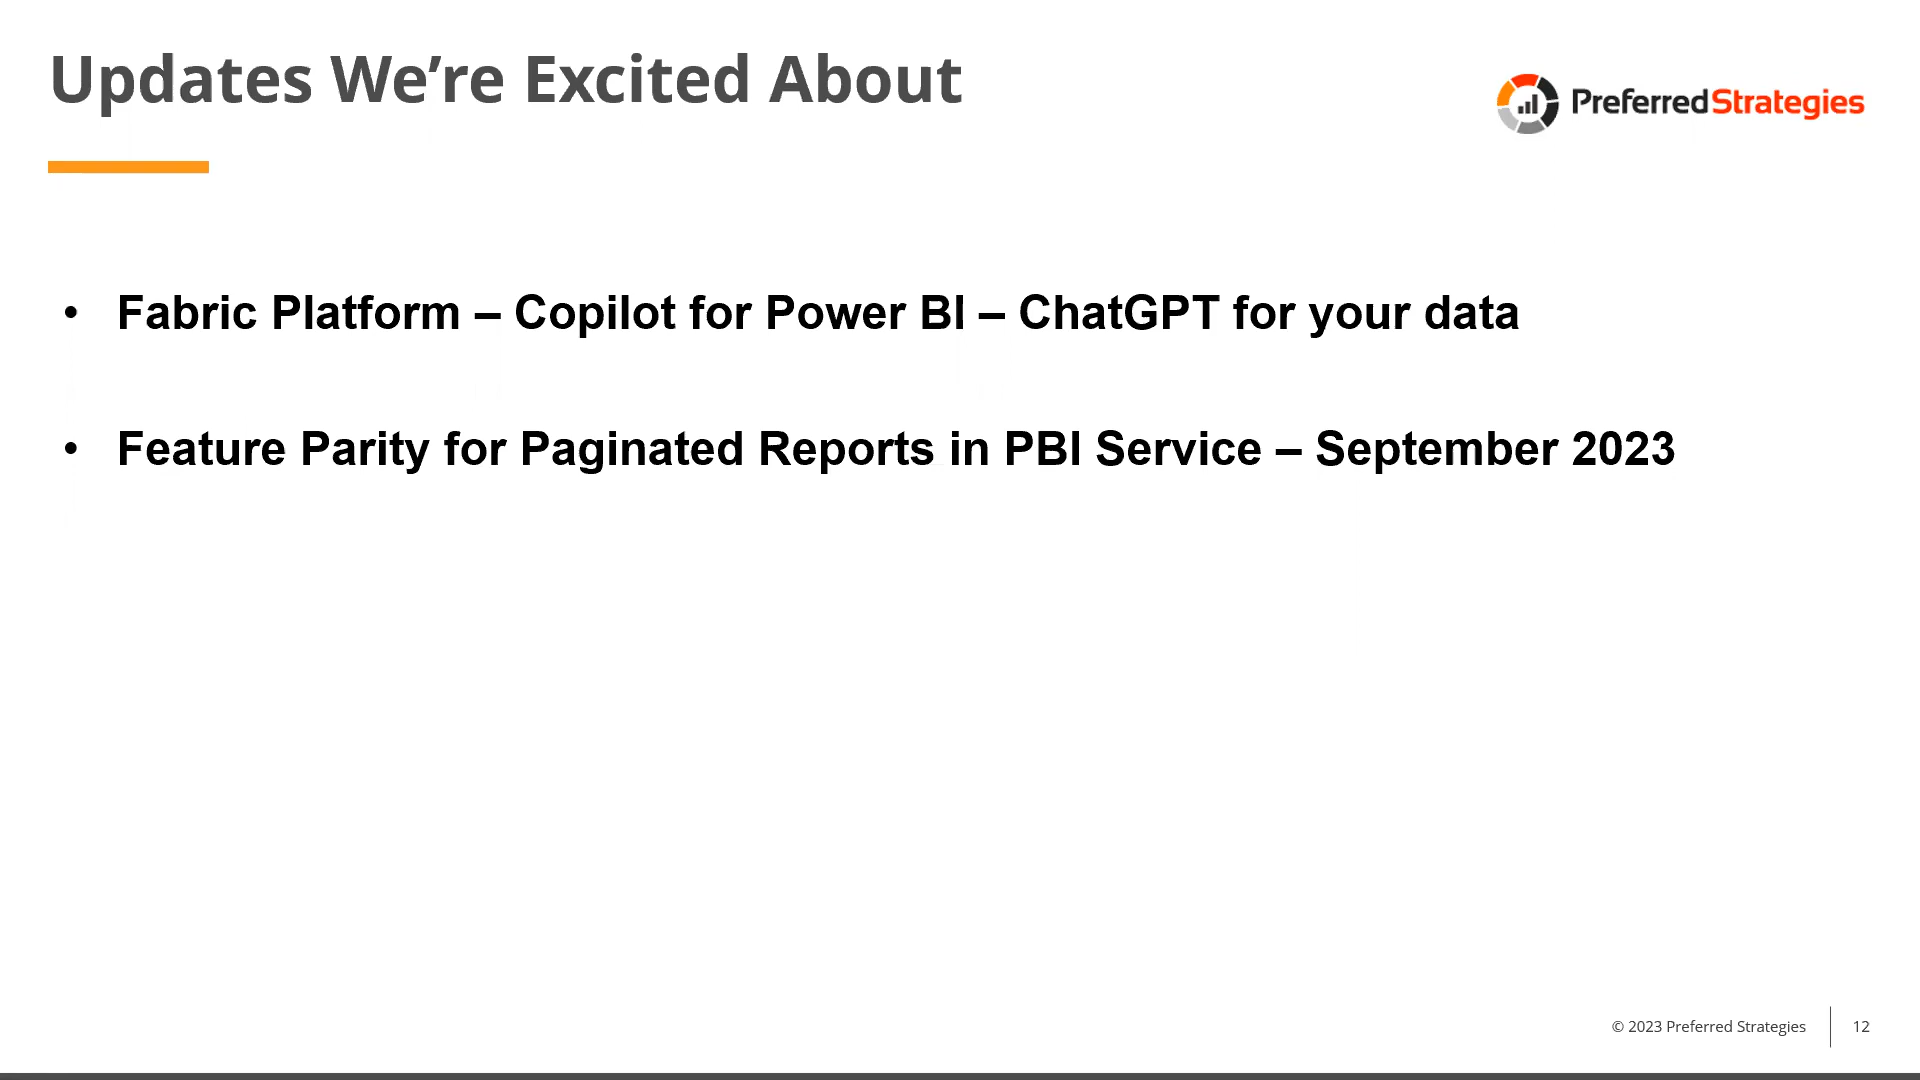 Updates We’re Excited About
PreferredStrategies
• Fabric Platform – Copilot for Power BI – ChatGPT for your data
• Feature Parity for Paginated Reports in PBI Service – September 2023
© 2023 Preferred Strategies
12